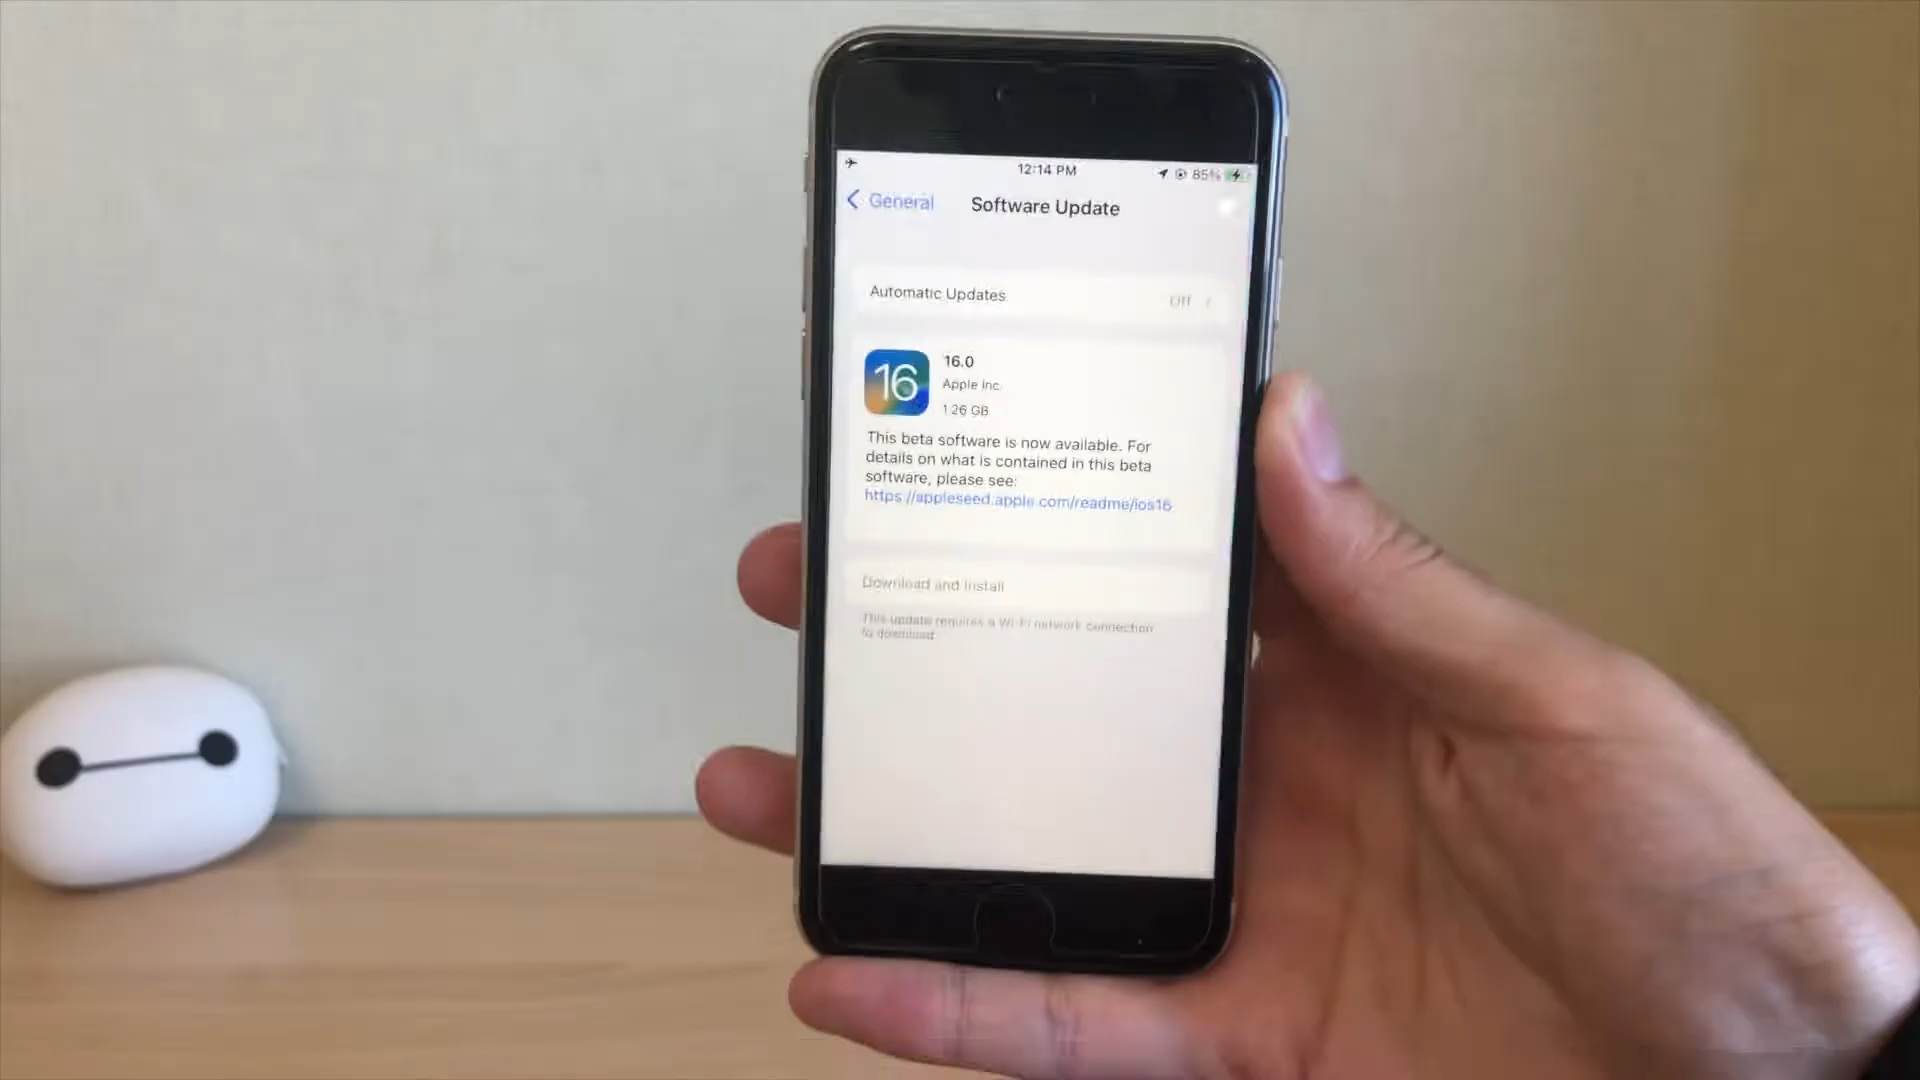 12:14 PM
85%
General
Software Update
Automatic Updates
Off
16
16.0
Apple Inc.
1.26 GB
This beta software is now available. For
details on what is contained in this beta
software, please see:
https://appleseed.apple.com/readme/ios16
Download and Install
This update requires a Wi-Fi network connection
to download.